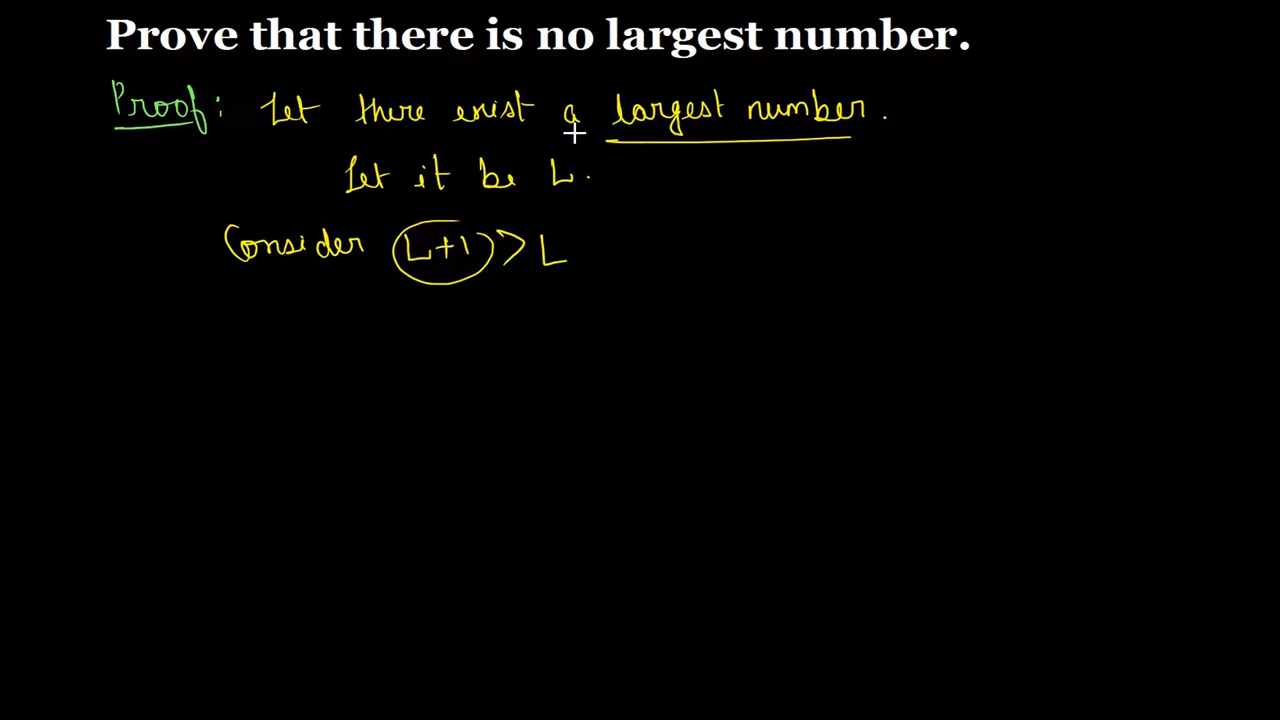 Prove that there is no largest number.
Proof: Let there exist a largest number.
Let it be L.
Consider L+1 > L